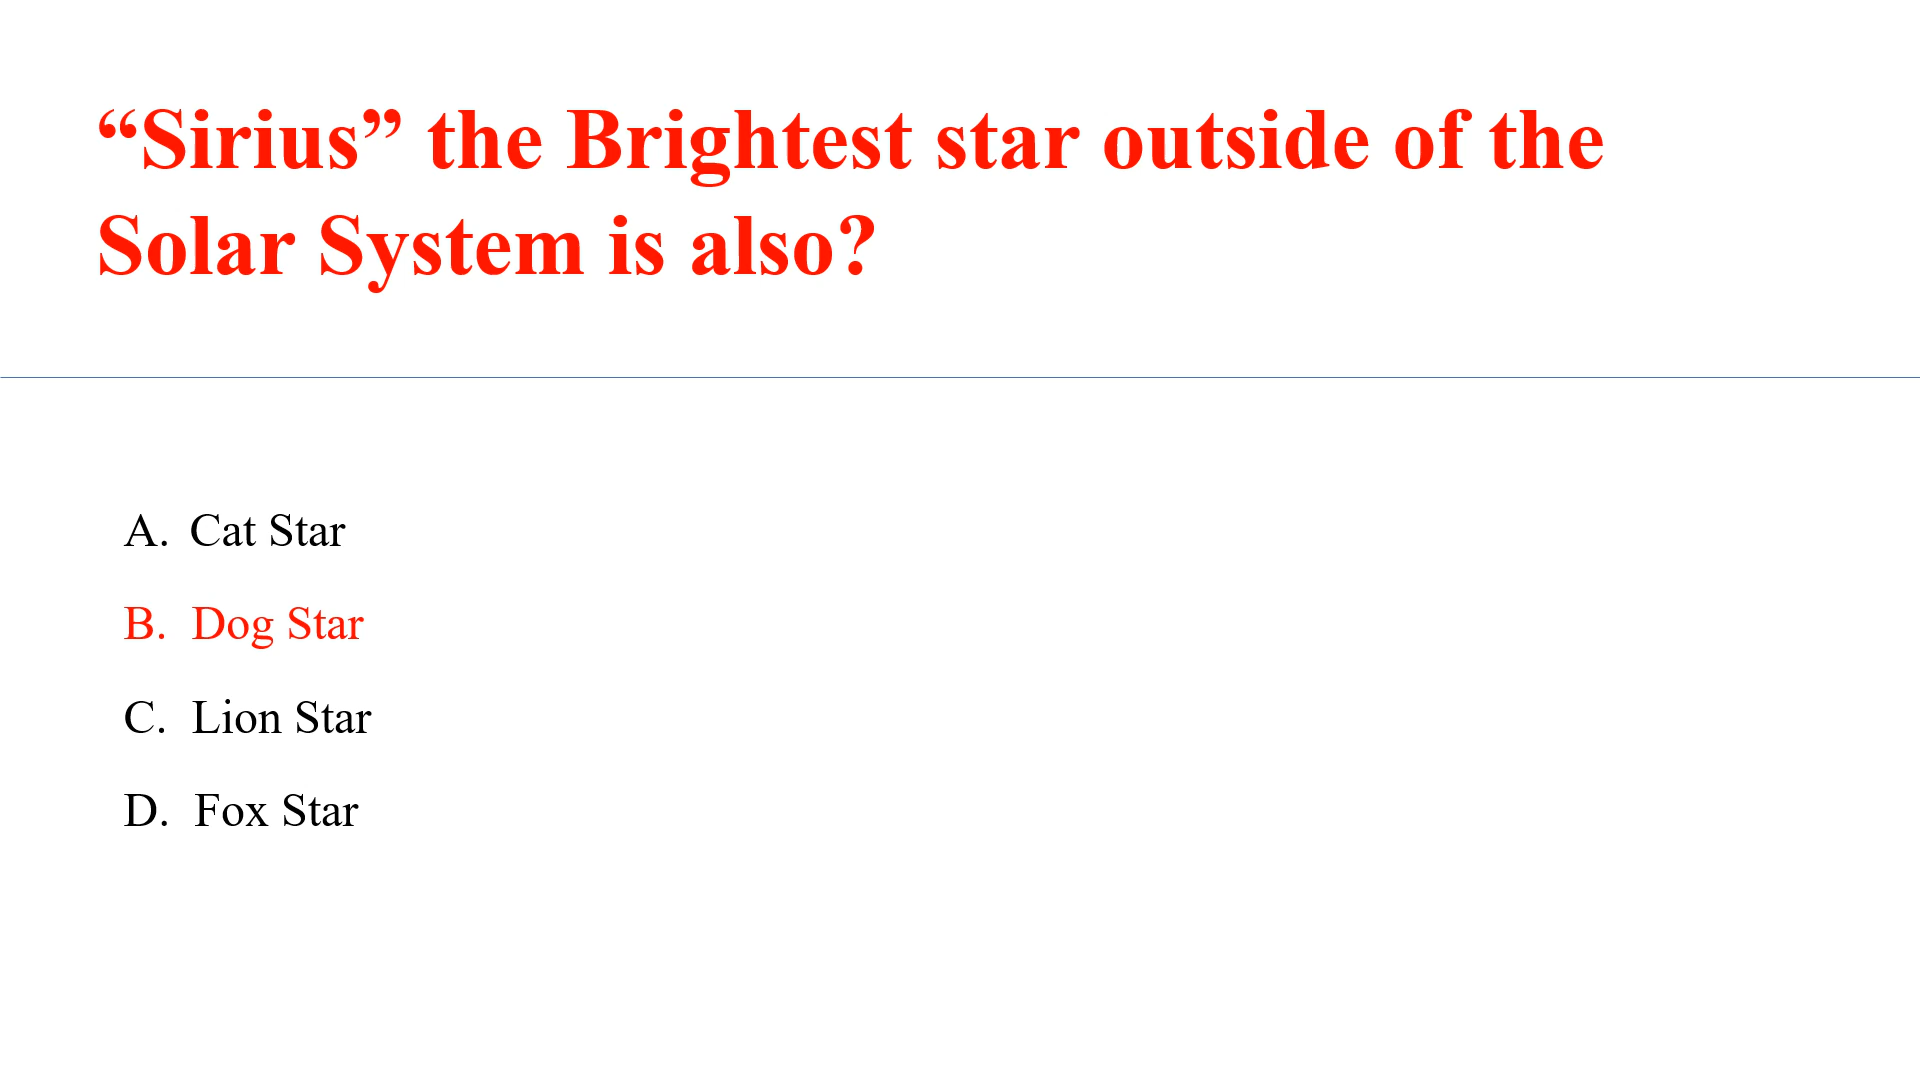 “Sirius” the Brightest star outside of the
Solar System is also?
A. Cat Star
B. Dog Star
C. Lion Star
D. Fox Star